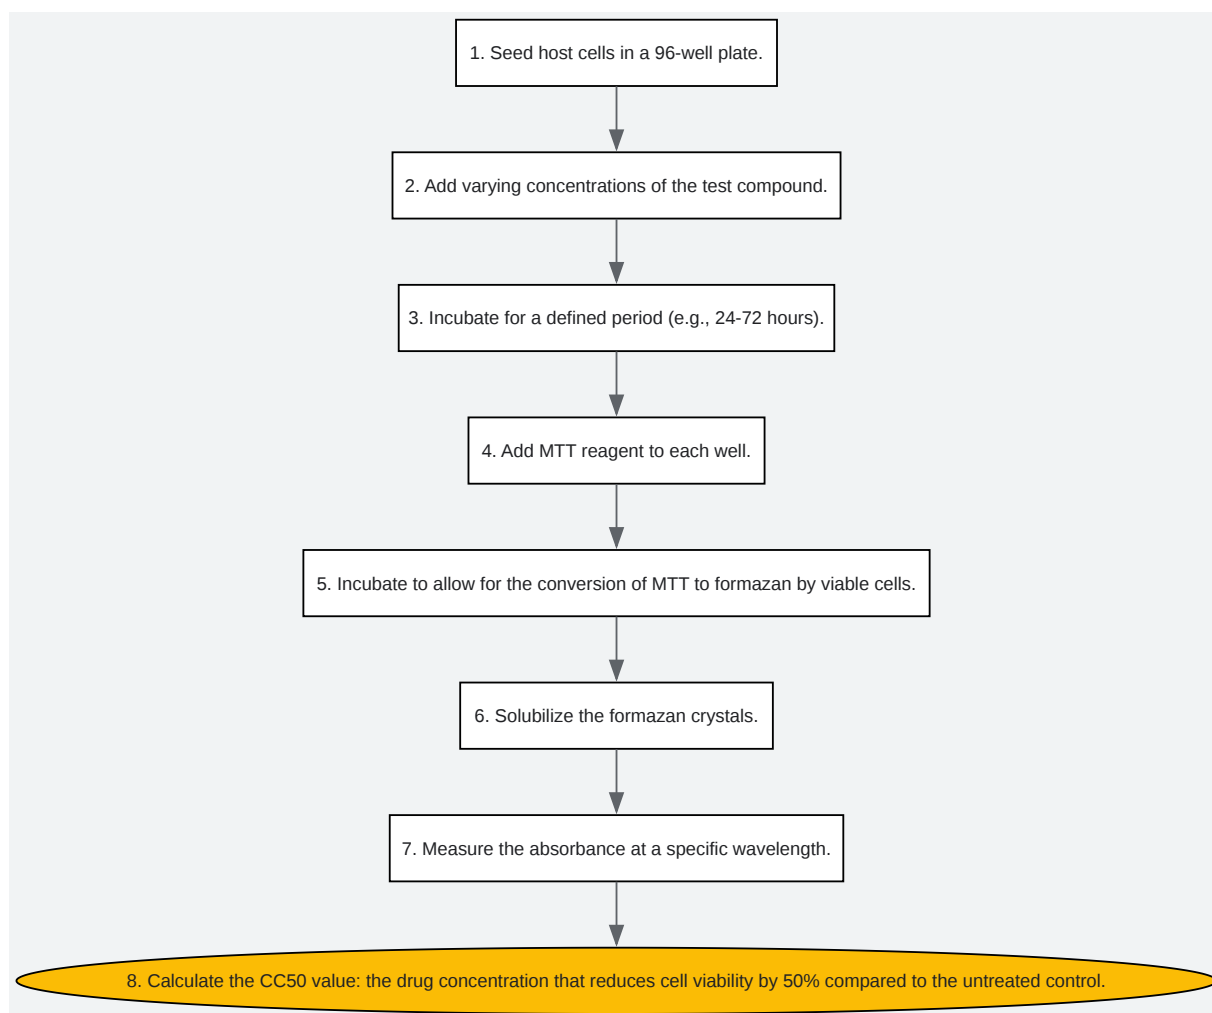 1. Seed host cells in a 96-well plate.
2. Add varying concentrations of the test compound.
3. Incubate for a defined period (e.g., 24-72 hours).
4. Add MTT reagent to each well.
5. Incubate to allow for the conversion of MTT to formazan by viable cells.
6. Solubilize the formazan crystals.
7. Measure the absorbance at a specific wavelength.
8. Calculate the CC50 value: the drug concentration that reduces cell viability by 50% compared to the untreated control.